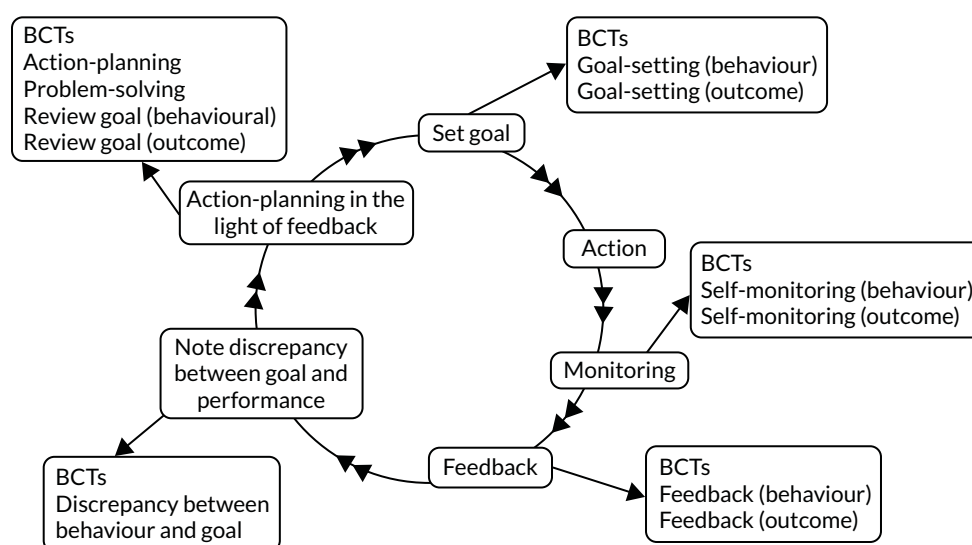 BCTs
Action-planning
Problem-solving
Review goal (behavioural)
Review goal (outcome)
BCTs
Goal-setting (behaviour)
Goal-setting (outcome)
Set goal
Action-planning in the
light of feedback
Action
BCTs
Self-monitoring (behaviour)
Self-monitoring (outcome)
Note discrepancy
between goal and
performance
Monitoring
Feedback
BCTs
Discrepancy between
behaviour and goal
BCTs
Feedback (behaviour)
Feedback (outcome)